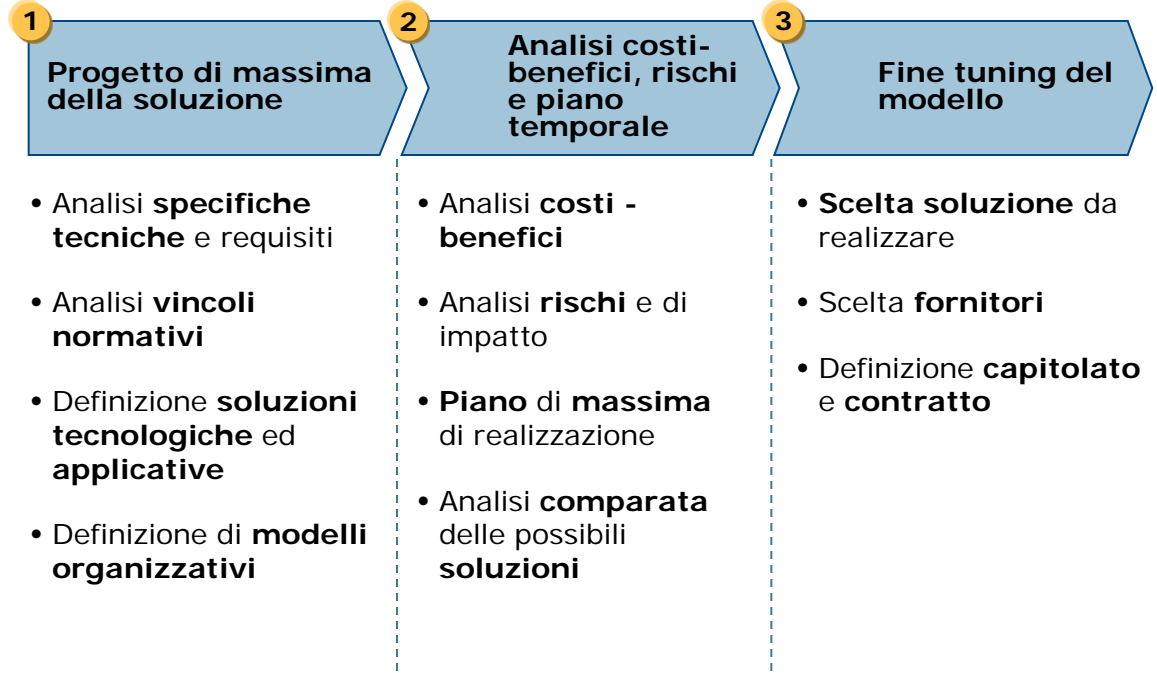 1
Progetto di massima
della soluzione
• Analisi specifiche
tecniche e requisiti
• Analisi vincoli
normativi
• Definizione soluzioni
tecnologiche ed
applicative
• Definizione di modelli
organizzativi
2
Analisi costi-
benefici, rischi
e piano
temporale
• Analisi costi -
benefici
• Analisi rischi e di
impatto
• Piano di massima
di realizzazione
• Analisi comparata
delle possibili
soluzioni
3
Fine tuning del
modello
• Scelta soluzione da
realizzare
• Scelta fornitori
• Definizione capitolato
e contratto